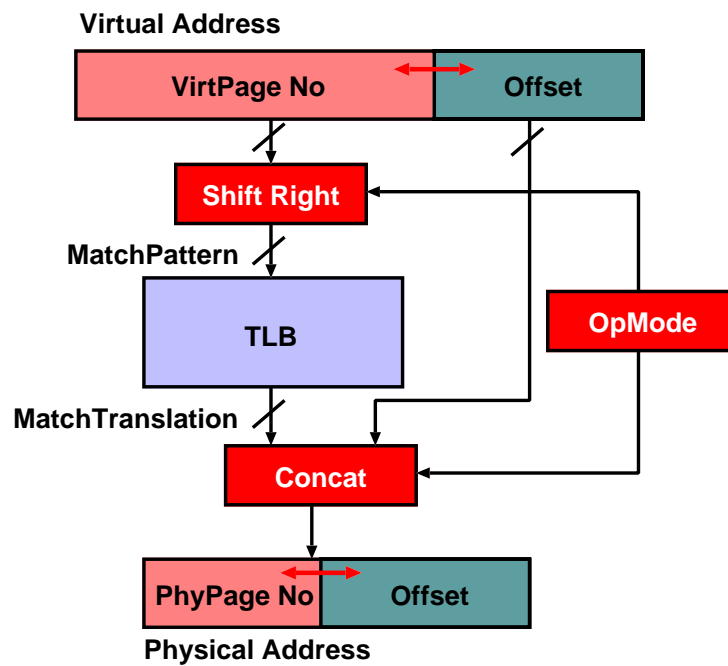 Virtual Address
VirtPage No
Offset
Shift Right
MatchPattern
OpMode
TLB
MatchTranslation
Concat
PhyPage No
Offset
Physical Address